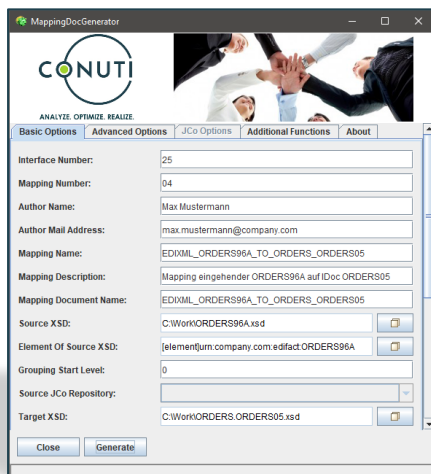 MappingDocGenerator
CONUTI
ANALYZE. OPTIMIZE. REALIZE.
Basic Options Advanced Options JCo Options Additional Functions About
Interface Number: 25
Mapping Number: 04
Author Name: Max Mustermann
Author Mail Address: max.mustermann@company.com
Mapping Name: EDIXML_ORDERS96A_TO_ORDERS_ORDERS05
Mapping Description: Mapping eingehender ORDERS96A auf IDoc ORDERS05
Mapping Document Name: EDIXML_ORDERS96A_TO_ORDERS_ORDERS05
Source XSD: C:\Work\ORDERS96A.xsd
Element Of Source XSD: [element]urn:company.com:edifact:ORDERS96A
Grouping Start Level: 0
Source JCo Repository:
Target XSD: C:\Work\ORDERS.ORDERS05.xsd
Close Generate